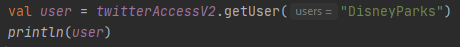 val user = twitterAccessV2.getUser( users = "DisneyParks")
println(user)